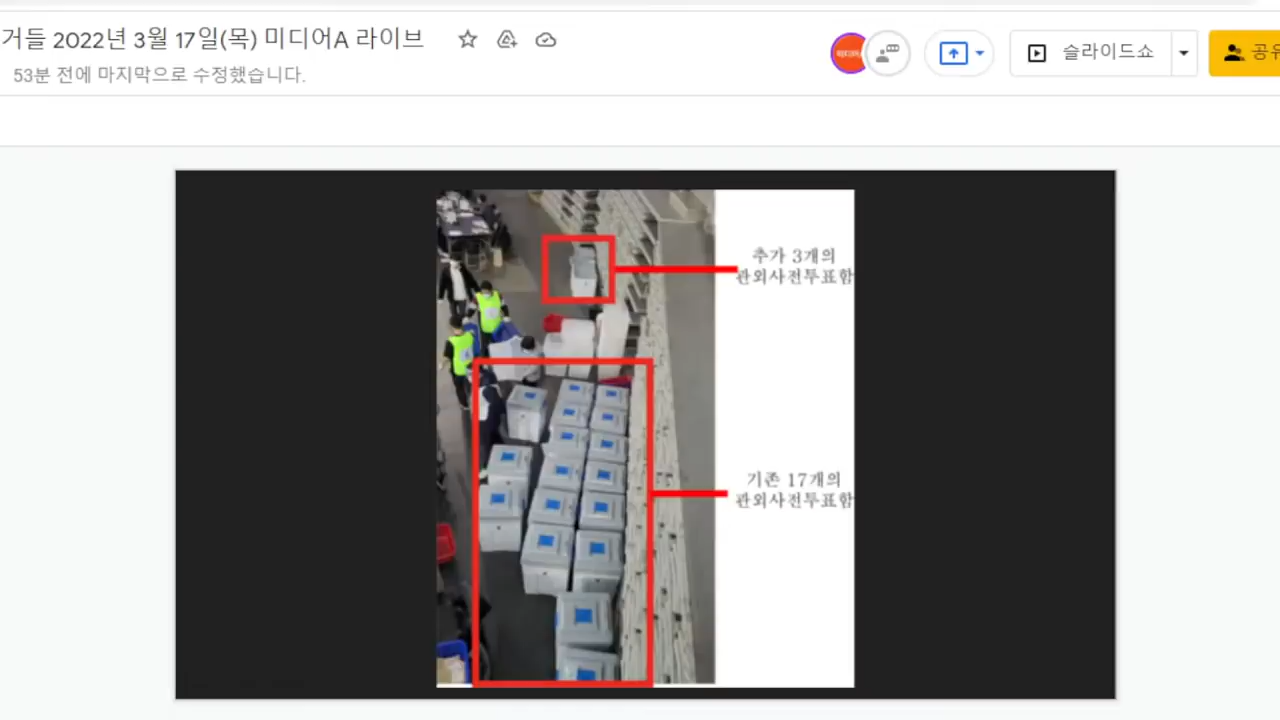 거들 2022년 3월 17일(목) 미디어A 라이브
53분 전에 마지막으로 수정했습니다.
슬라이드쇼
공유
추가 3개의
관외사전투표함
기존 17개의
관외사전투표함